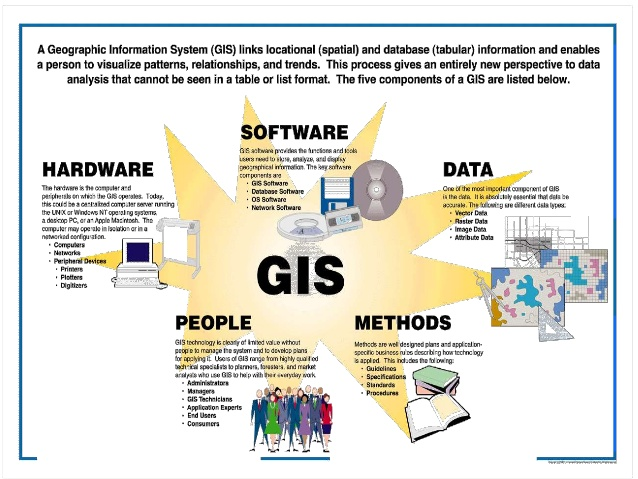 A Geographic Information System (GIS) links locational (spatial) and database (tabular) information and enables
a person to visualize patterns, relationships, and trends. This process gives an entirely new perspective to data
analysis that cannot be seen in a table or list format. The five components of a GIS are listed below.
SOFTWARE
GIS software provides the functions and tools
users need to store, analyze, and display
geographical information. The key software
components are
• GIS Software
• Database Software
• OS Software
• Network Software
HARDWARE
The hardware is the computer and
peripherals on which the GIS operates. Today,
this could be a centralized computer server running
the UNIX or Windows NT operating systems,
a desktop PC, or an Apple Macintosh. The
computer may operate in isolation or in a
networked configuration.
• Computers
• Networks
• Peripheral Devices
• Printers
• Plotters
• Digitizers
DATA
One of the most important component of GIS
is the data. It is absolutely essential that data be
accurate. The following are different data types:
• Vector Data
• Raster Data
• Image Data
• Attribute Data
GIS
PEOPLE
GIS technology is clearly of limited value without
people to manage the system and to develop plans
for applying it. Users of GIS range from highly qualified
technical specialists to planners, foresters, and market
analysts who use GIS to help with their everyday work.
• Administrators
• Managers
• GIS Technicians
• Application Experts
• End Users
• Consumers
METHODS
Methods are well designed plans and application-
specific business rules describing how technology
is applied. This includes the following:
• Guidelines
• Specifications
• Standards
• Procedures